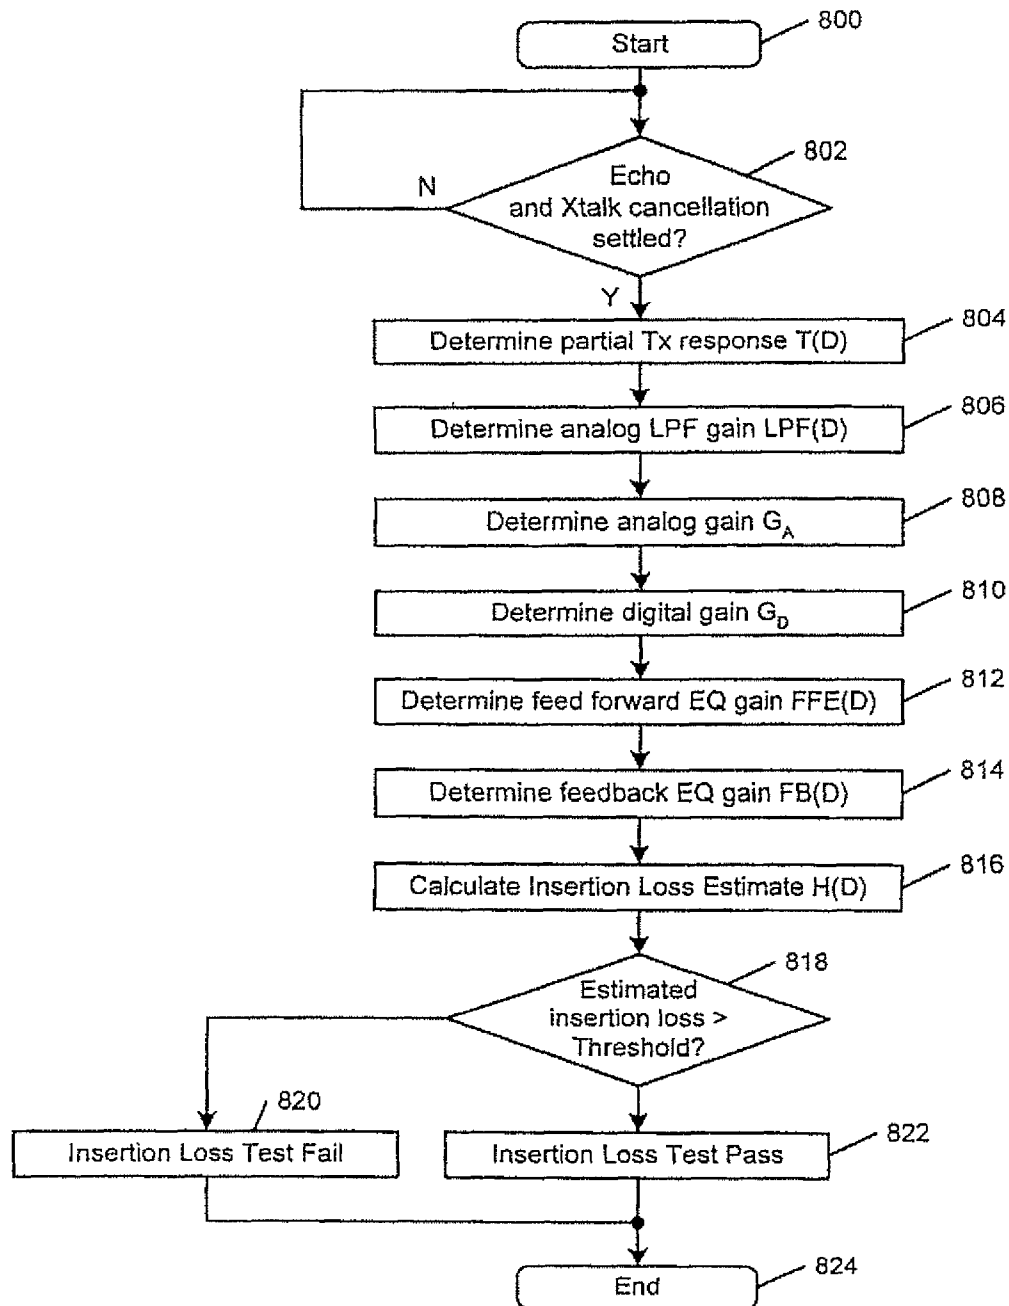 800
Start
802
Echo
and Xtalk cancellation
settled?
N
Y
804
Determine partial Tx response T(D)
806
Determine analog LPF gain LPF(D)
808
Determine analog gain G_A
810
Determine digital gain G_D
812
Determine feed forward EQ gain FFE(D)
814
Determine feedback EQ gain FB(D)
816
Calculate Insertion Loss Estimate H(D)
818
Estimated
insertion loss >
Threshold?
820
Insertion Loss Test Fail
822
Insertion Loss Test Pass
824
End